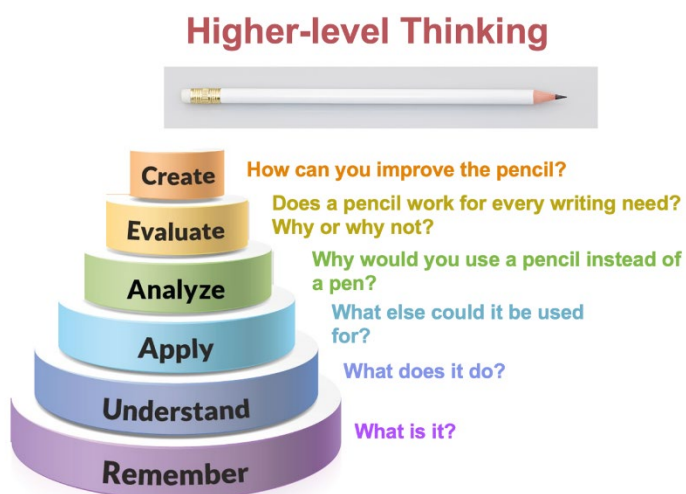 Higher-level Thinking
Create
How can you improve the pencil?
Evaluate
Does a pencil work for every writing need?
Why or why not?
Analyze
Why would you use a pencil instead of
a pen?
Apply
What else could it be used
for?
Understand
What does it do?
Remember
What is it?